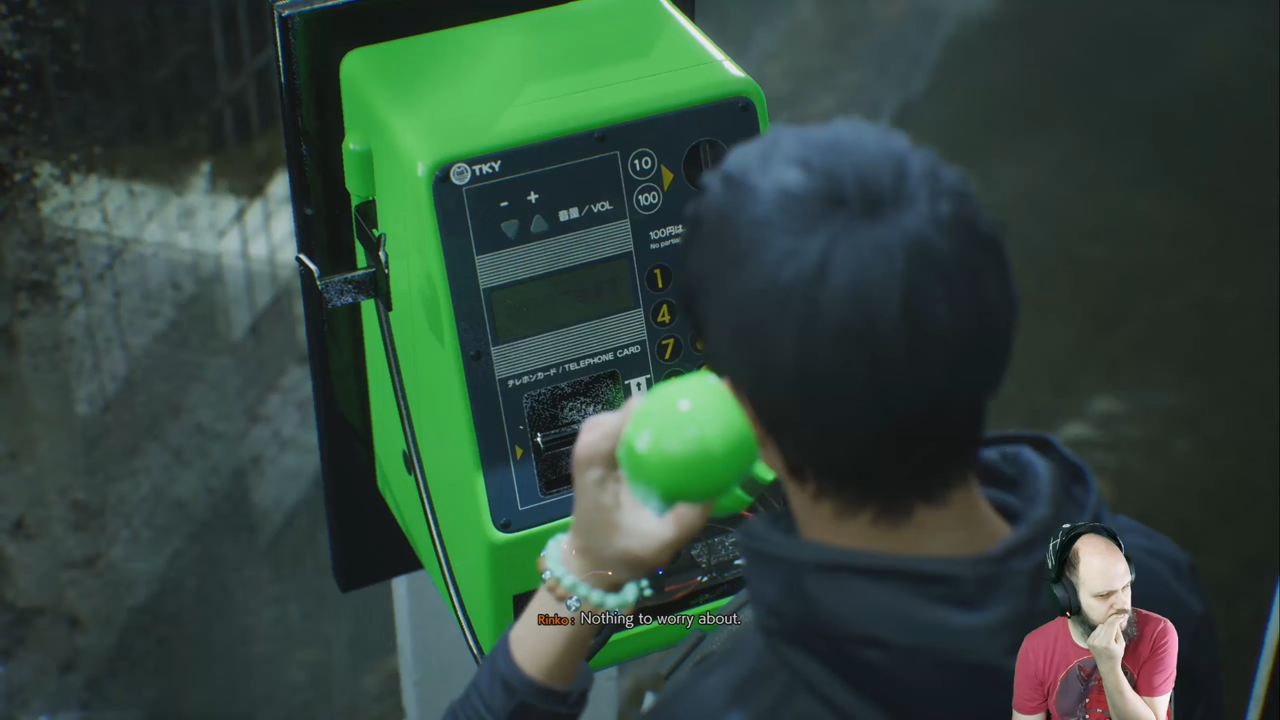 TKY
- +
音量/VOL
10
100
100円は
No partia
1
4
7
テレホンカード / TELEPHONE CARD
Rinko : Nothing to worry about.